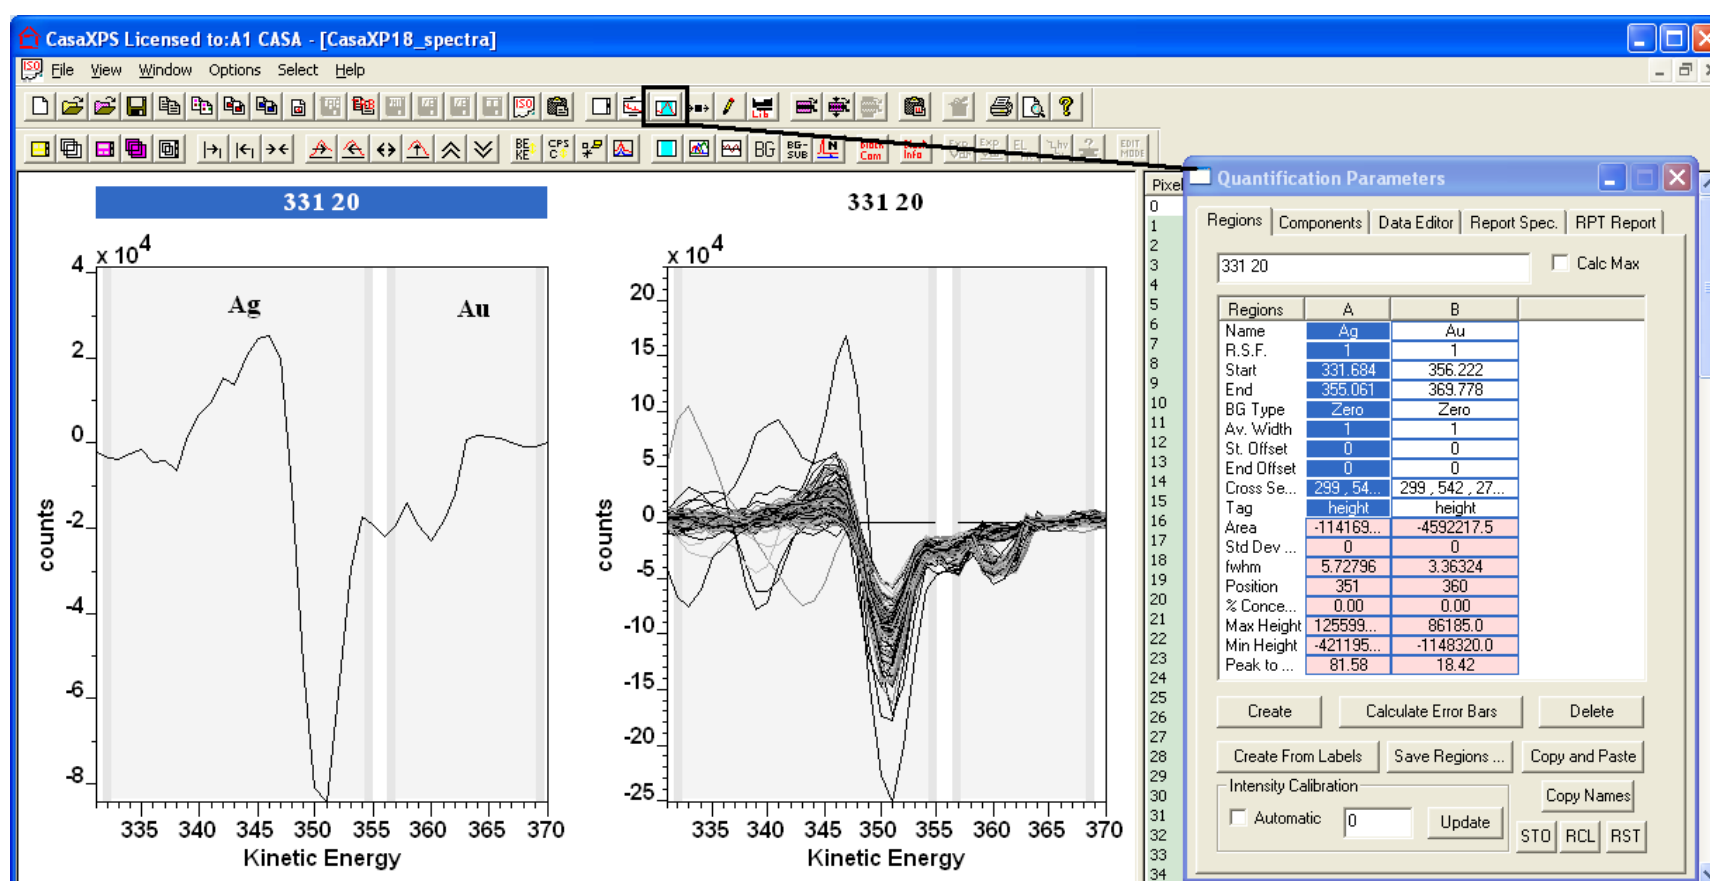 CasaXPS Licensed to:A1 CASA - [CasaXP18_spectra]
File View Window Options Select Help
BE KE CPS BG BG-SUB Math Com Info EDIT MODE
331 20
x 10^4
4
2
0
-2
-4
-6
-8
Ag
Au
counts
335 340 345 350 355 360 365 370
Kinetic Energy
331 20
x 10^4
20
15
10
5
0
-5
-10
-15
-20
-25
counts
335 340 345 350 355 360 365 370
Kinetic Energy
Pixel
0
1
2
3
4
5
6
7
8
9
10
11
12
13
14
15
16
17
18
19
20
21
22
23
24
25
26
27
28
29
30
31
32
33
34
Quantification Parameters
Regions Components Data Editor Report Spec. RPT Report
331 20 Calc Max
Regions A B
Name Ag Au
R.S.F. 1 1
Start 331.684 356.222
End 355.061 369.778
BG Type Zero Zero
Av. Width 1 1
St. Offset 0 0
End Offset 0 0
Cross Se... 299 , 54... 299 , 542 , 27...
Tag height height
Area -114169... -4592217.5
Std Dev ... 0 0
fwhm 5.72796 3.36324
Position 351 360
% Conce... 0.00 0.00
Max Height 125599... 86185.0
Min Height -421195... -1148320.0
Peak to ... 81.58 18.42
Create Calculate Error Bars Delete
Create From Labels Save Regions ... Copy and Paste
Intensity Calibration
Automatic 0 Update
Copy Names
STO RCL RST